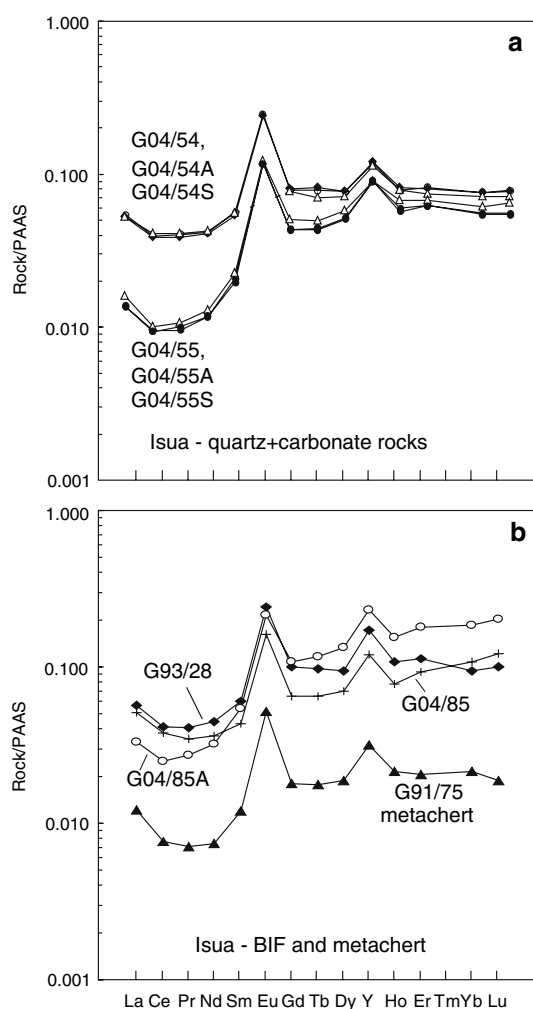 a
1.000
0.100
0.010
0.001
Rock/PAAS
G04/54,
G04/54A
G04/54S
G04/55,
G04/55A
G04/55S
Isua - quartz+carbonate rocks
b
1.000
0.100
0.010
0.001
Rock/PAAS
G93/28
G04/85
G04/85A
G91/75
metachert
Isua - BIF and metachert
La Ce Pr Nd Sm Eu Gd Tb Dy Y Ho Er Tm Yb Lu